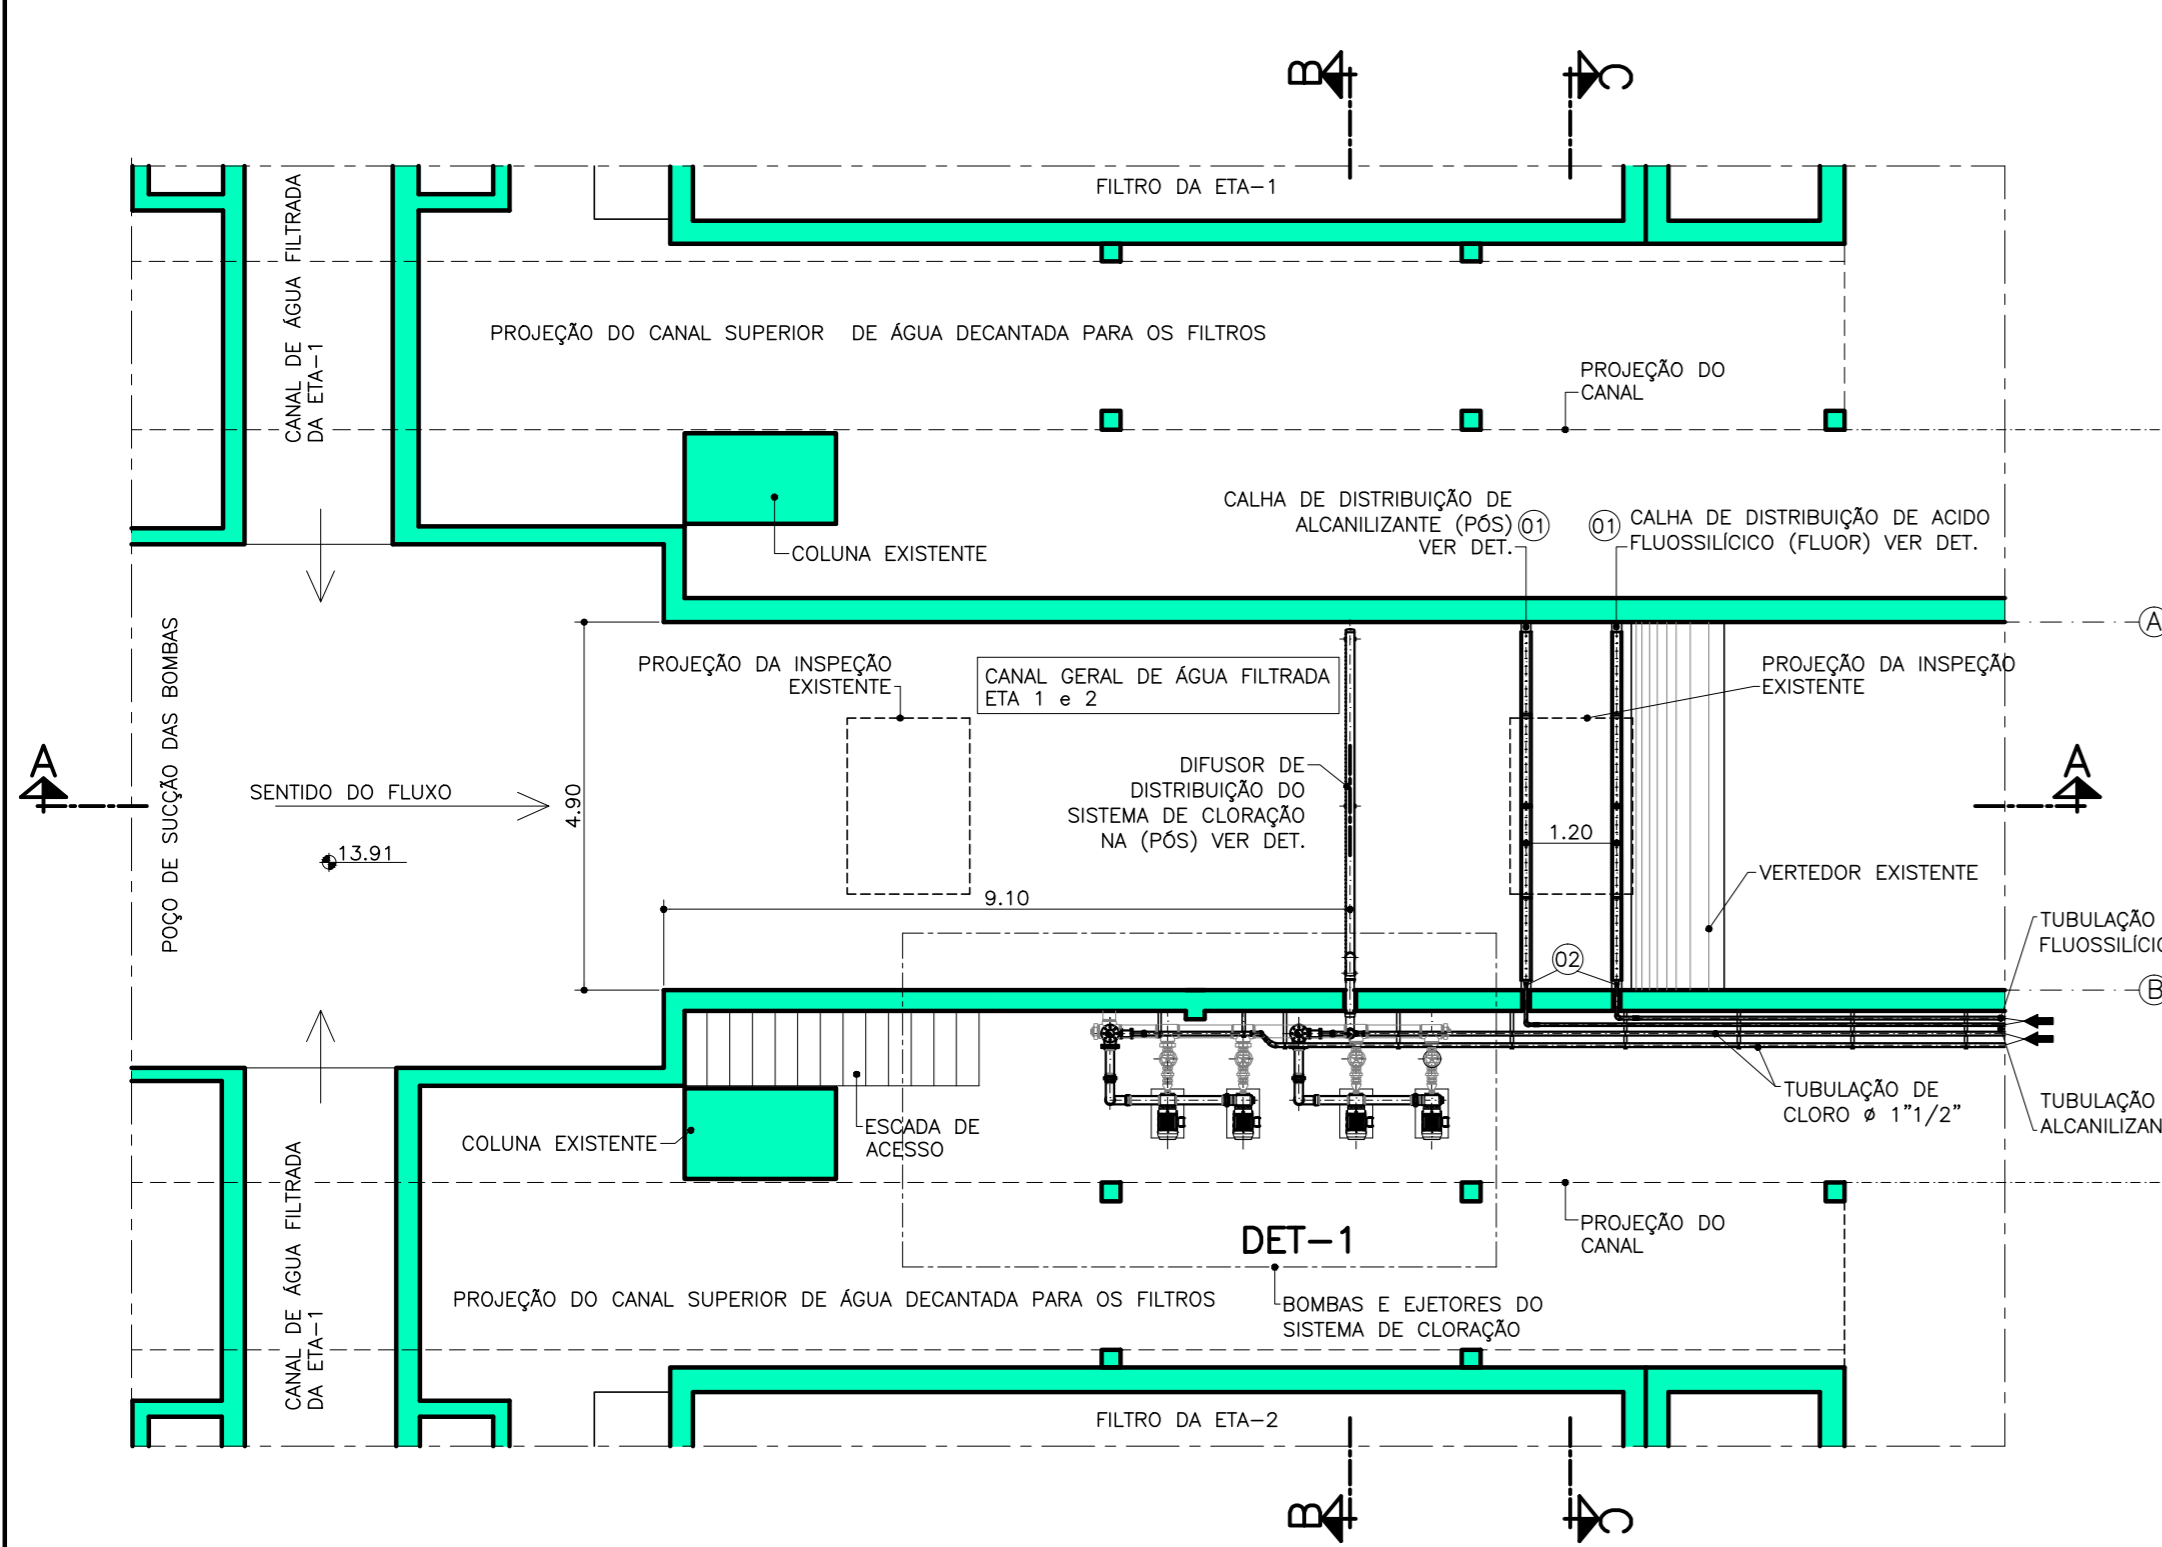 B
C
FILTRO DA ETA-1
CANAL DE ÁGUA FILTRADA
DA ETA-1
PROJEÇÃO DO CANAL SUPERIOR DE ÁGUA DECANTADA PARA OS FILTROS
PROJEÇÃO DO
CANAL
CALHA DE DISTRIBUIÇÃO DE
ALCANILIZANTE (PÓS)
VER DET.
01
01
CALHA DE DISTRIBUIÇÃO DE ACIDO
FLUOSSILÍCICO (FLUOR) VER DET.
COLUNA EXISTENTE
A
POÇO DE SUCÇÃO DAS BOMBAS
PROJEÇÃO DA INSPEÇÃO
EXISTENTE
CANAL GERAL DE ÁGUA FILTRADA
ETA 1 e 2
PROJEÇÃO DA INSPEÇÃO
EXISTENTE
A
A
SENTIDO DO FLUXO
4.90
DIFUSOR DE
DISTRIBUIÇÃO DO
SISTEMA DE CLORAÇÃO
NA (PÓS) VER DET.
1.20
13.91
VERTEDOR EXISTENTE
9.10
TUBULAÇÃO
FLUOSSILÍCI
02
B
TUBULAÇÃO DE
CLORO ø 1"1/2"
TUBULAÇÃO
ALCANILIZAN
ESCADA DE
ACESSO
COLUNA EXISTENTE
CANAL DE ÁGUA FILTRADA
DA ETA-1
DET-1
PROJEÇÃO DO
CANAL
PROJEÇÃO DO CANAL SUPERIOR DE ÁGUA DECANTADA PARA OS FILTROS
BOMBAS E EJETORES DO
SISTEMA DE CLORAÇÃO
FILTRO DA ETA-2
B
C